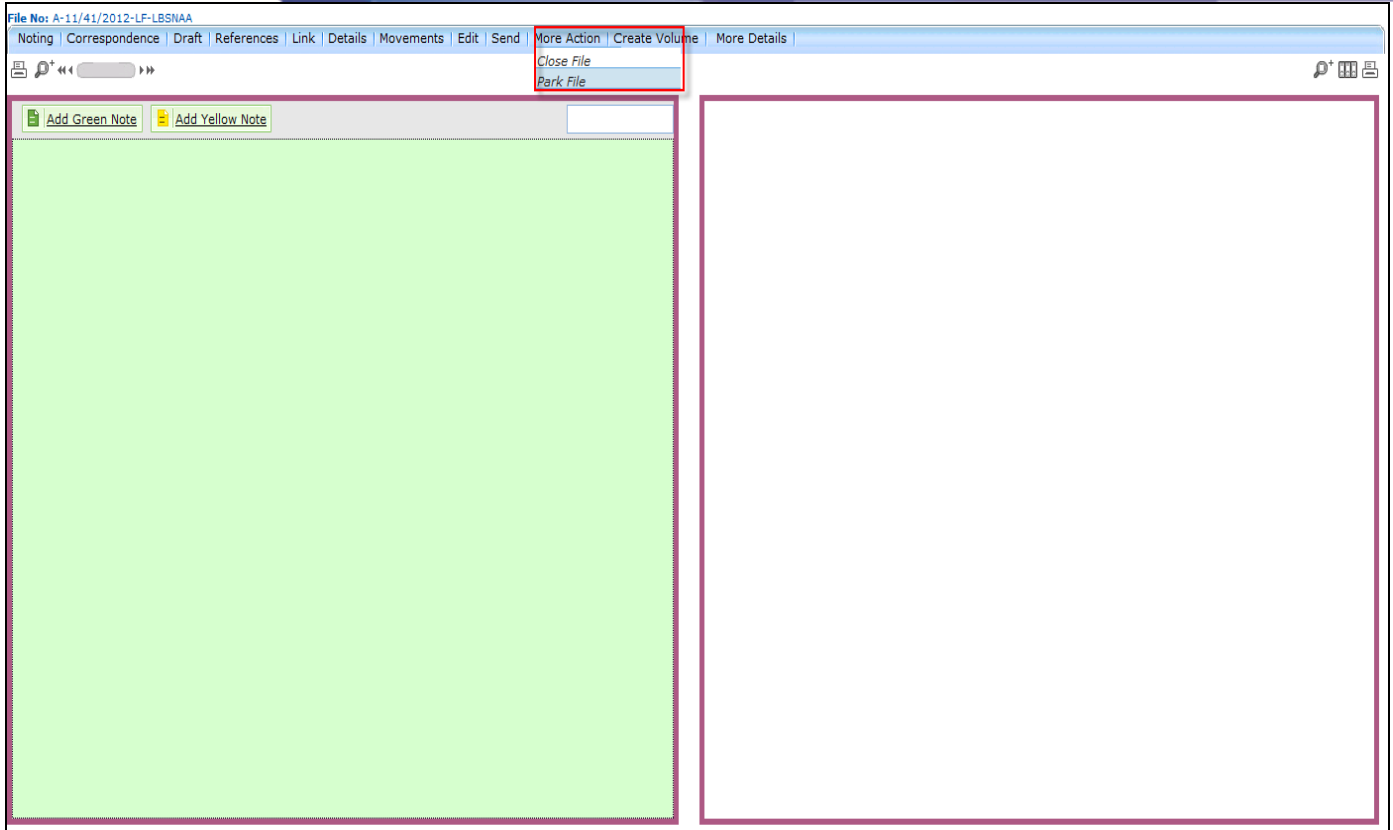 File No: A-11/41/2012-LF-LBSNAA
Noting | Correspondence | Draft | References | Link | Details | Movements | Edit | Send | More Action | Create Volume | More Details |
Close File
Park File
Add Green Note Add Yellow Note